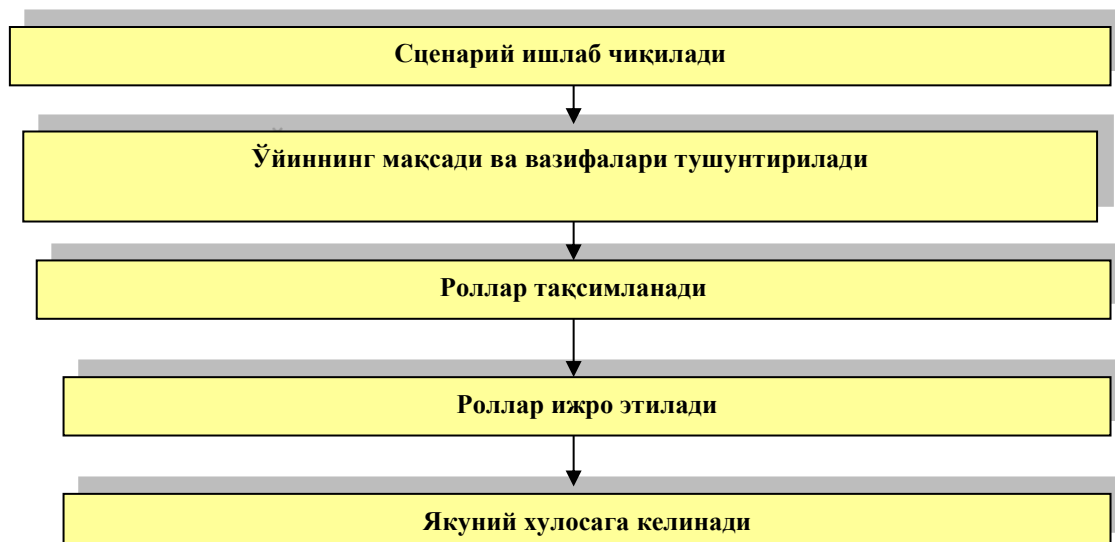 Сценарий ишлаб чиқилади
Ўйиннинг мақсади ва вазифалари тушунтирилади
Роллар тақсимланади
Роллар ижро этилади
Якуний хулосага келинади